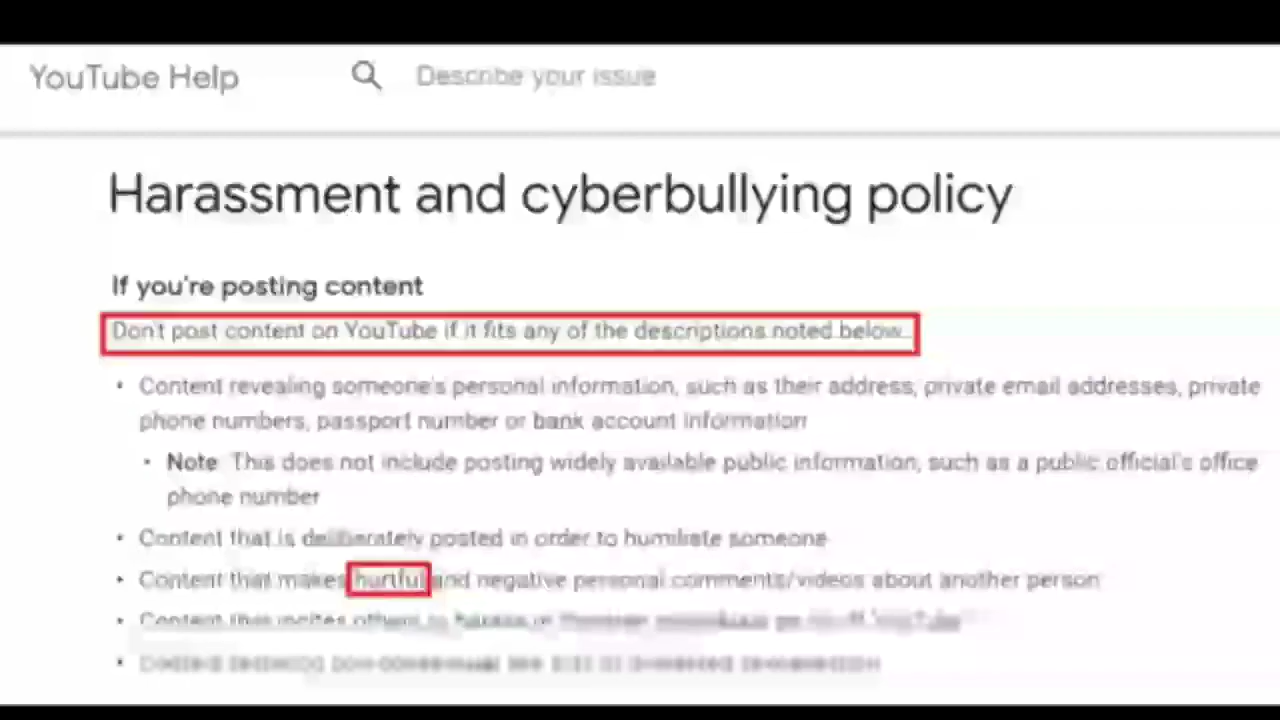 YouTube Help
Describe your issue
Harassment and cyberbullying policy
If you're posting content
Don't post content on YouTube if it fits any of the descriptions noted below.
• Content revealing someone's personal information, such as their address, private email addresses, private
phone numbers, passport number or bank account information
• Note: This does not include posting widely available public information, such as a public official's office
phone number
• Content that is deliberately posted in order to humiliate someone
• Content that makes hurtful and negative personal comments/videos about another person
• Content that incites others to harass or